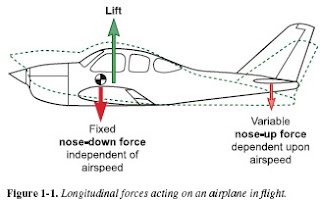 Lift
Fixed
nose-down force
independent of
airspeed
Variable
nose-up force
dependent upon
airspeed
Figure 1-1. Longitudinal forces acting on an airplane in flight.